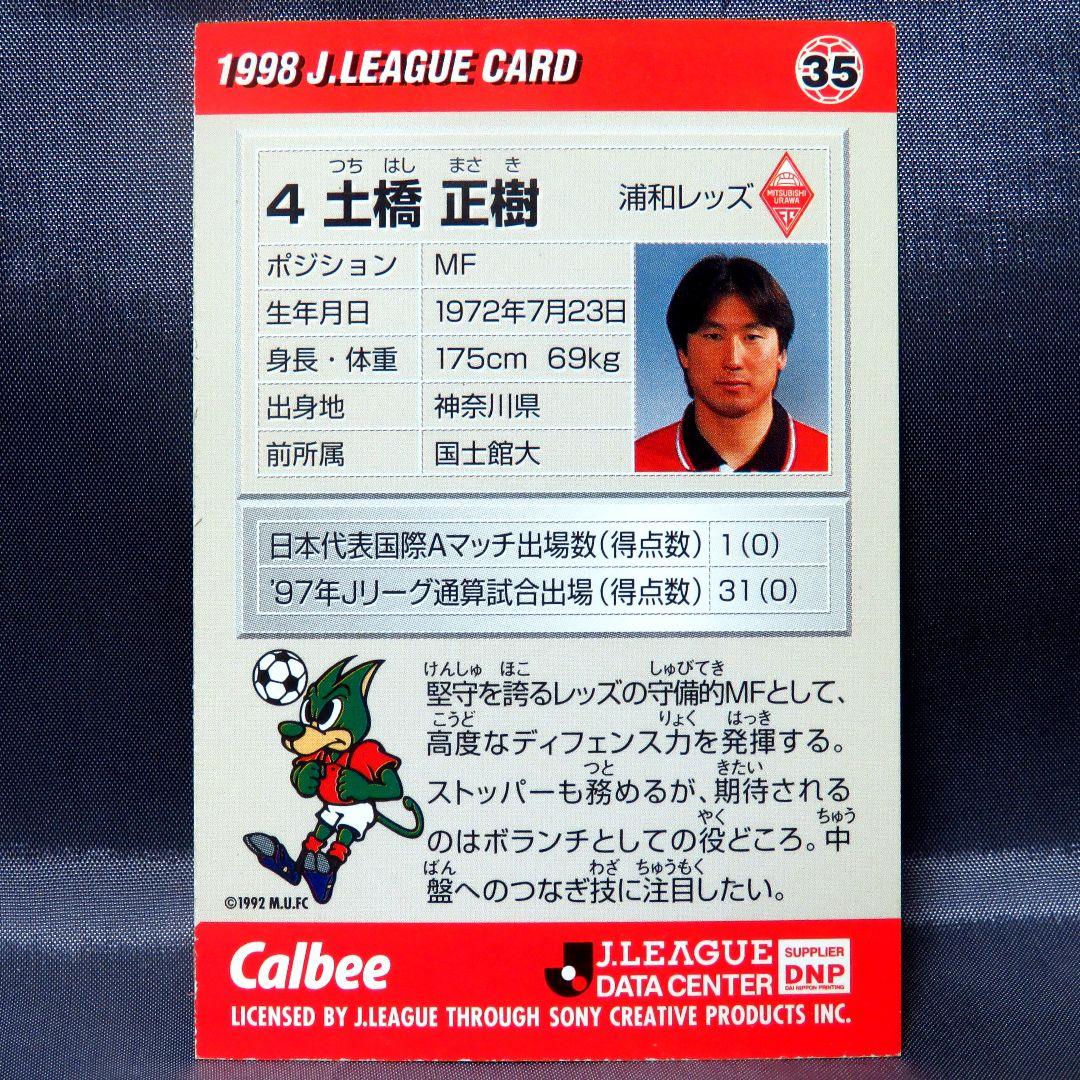 1998 J.LEAGUE CARD 35
つち はし まさ き
4 土橋 正樹 浦和レッズ
MITSUBISHI
URAWA
FC
ポジション MF
生年月日 1972年7月23日
身長・体重 175cm 69kg
出身地 神奈川県
前所属 国士館大
日本代表国際Aマッチ出場数(得点数) 1(0)
'97年Jリーグ通算試合出場(得点数) 31(0)
けんしゅ ほこ しゅびてき
堅守を誇るレッズの守備的MFとして、
こうど りょく はっき
高度なディフェンス力を発揮する。
つと きたい
ストッパーも務めるが、期待される
やく ちゅう
のはボランチとしての役どころ。中
ばん わざ ちゅうもく
盤へのつなぎ技に注目したい。
©1992 M.U.FC
Calbee
J.LEAGUE
DATA CENTER
SUPPLIER
DNP
DAI NIPPON PRINTING
LICENSED BY J.LEAGUE THROUGH SONY CREATIVE PRODUCTS INC.